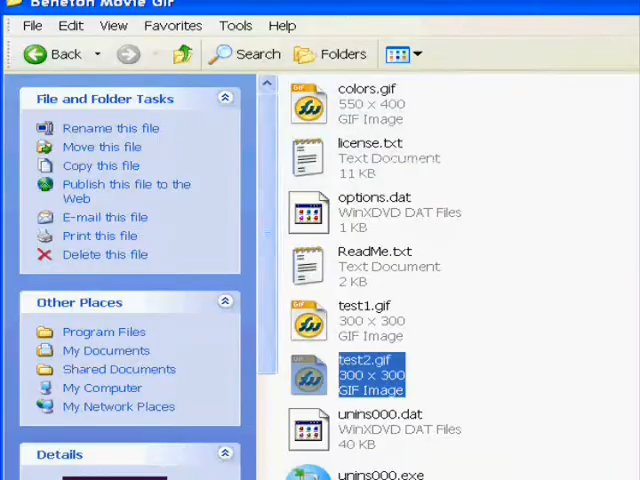 Beneton Movie Gif
File Edit View Favorites Tools Help
Back Search Folders
File and Folder Tasks
Rename this file
Move this file
Copy this file
Publish this file to the
Web
E-mail this file
Print this file
Delete this file
Other Places
Program Files
My Documents
Shared Documents
My Computer
My Network Places
Details
colors.gif
550 x 400
GIF Image
license.txt
Text Document
11 KB
options.dat
WinXDVD DAT Files
1 KB
ReadMe.txt
Text Document
2 KB
test1.gif
300 x 300
GIF Image
test2.gif
300 x 300
GIF Image
unins000.dat
WinXDVD DAT Files
40 KB
unins000.exe